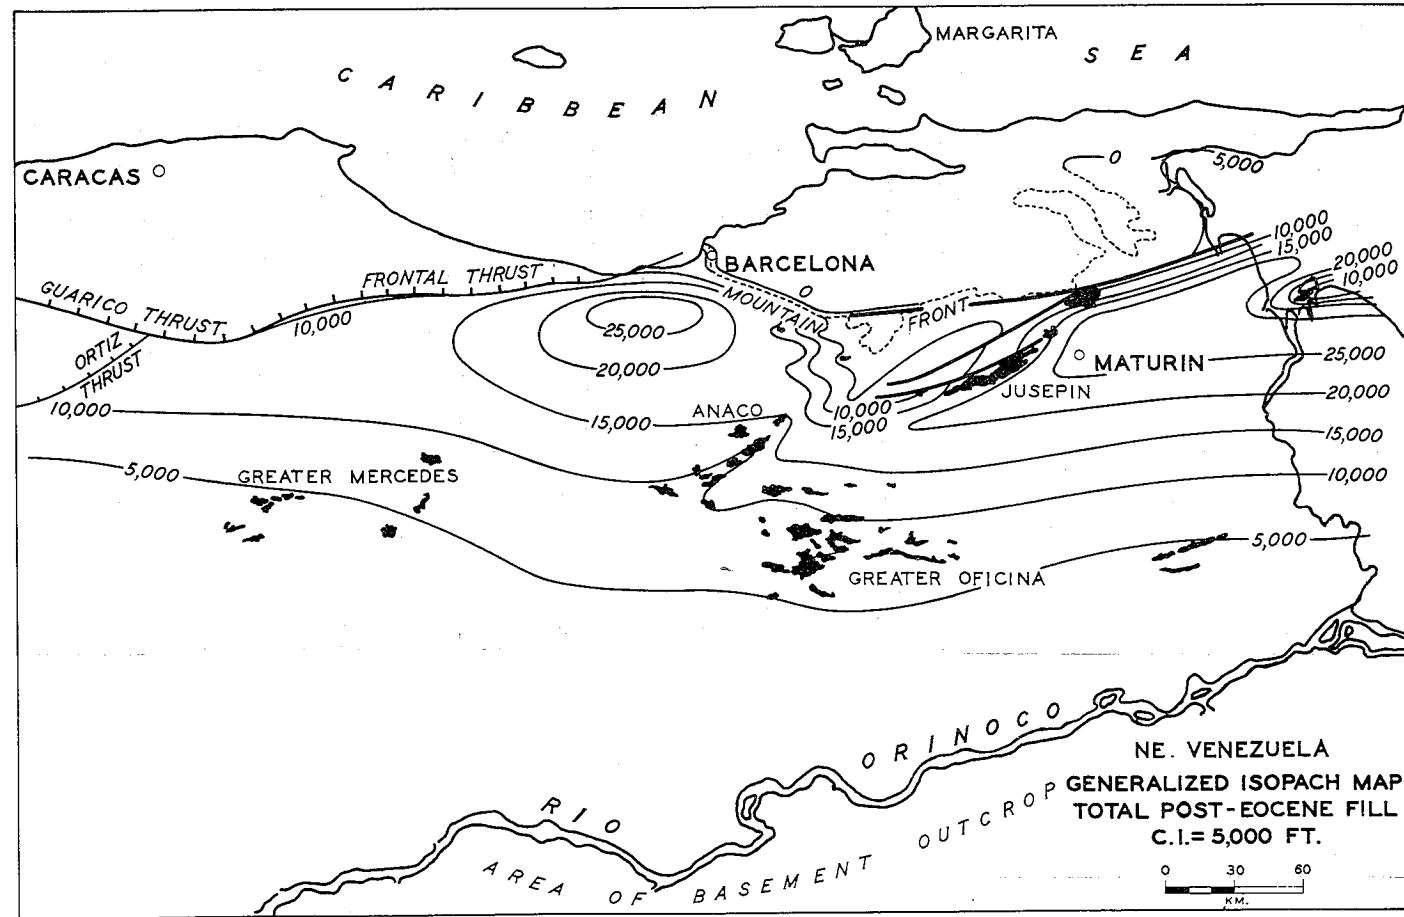 MARGARITA
CARIBBEAN SEA
CARACAS
0
5,000
10,000
15,000
20,000
10,000
BARCELONA
0
FRONTAL THRUST
GUARICO THRUST
10,000
ORTIZ THRUST
MOUNTAIN FRONT
25,000
20,000
15,000
10,000
5,000
MATURIN
25,000
JUSEPIN
20,000
10,000
15,000
15,000
ANACO
10,000
GREATER MERCEDES
5,000
GREATER OFICINA
RIO ORINOCO
AREA OF BASEMENT OUTCROP
NE. VENEZUELA
GENERALIZED ISOPACH MAP
TOTAL POST-EOCENE FILL
C.I.= 5,000 FT.
0 30 60
KM.